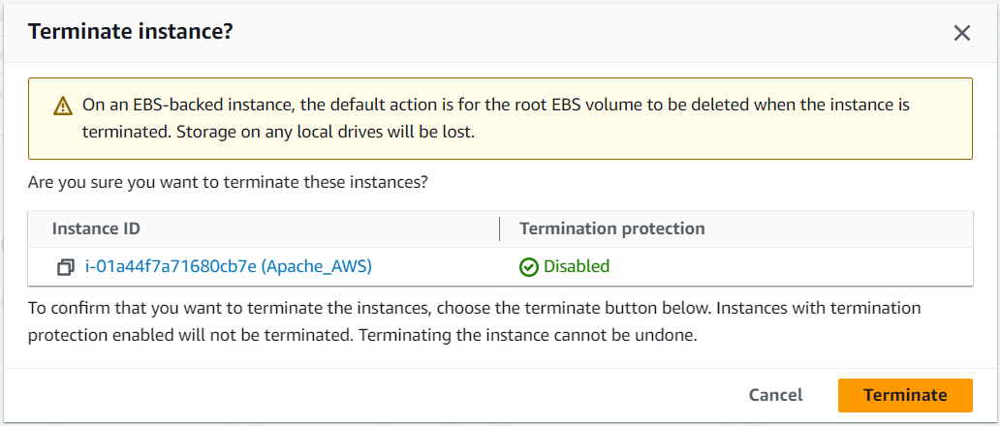 Terminate instance?
On an EBS-backed instance, the default action is for the root EBS volume to be deleted when the instance is
terminated. Storage on any local drives will be lost.
Are you sure you want to terminate these instances?
Instance ID
Termination protection
i-01a44f7a71680cb7e (Apache_AWS)
Disabled
To confirm that you want to terminate the instances, choose the terminate button below. Instances with termination
protection enabled will not be terminated. Terminating the instance cannot be undone.
Cancel
Terminate